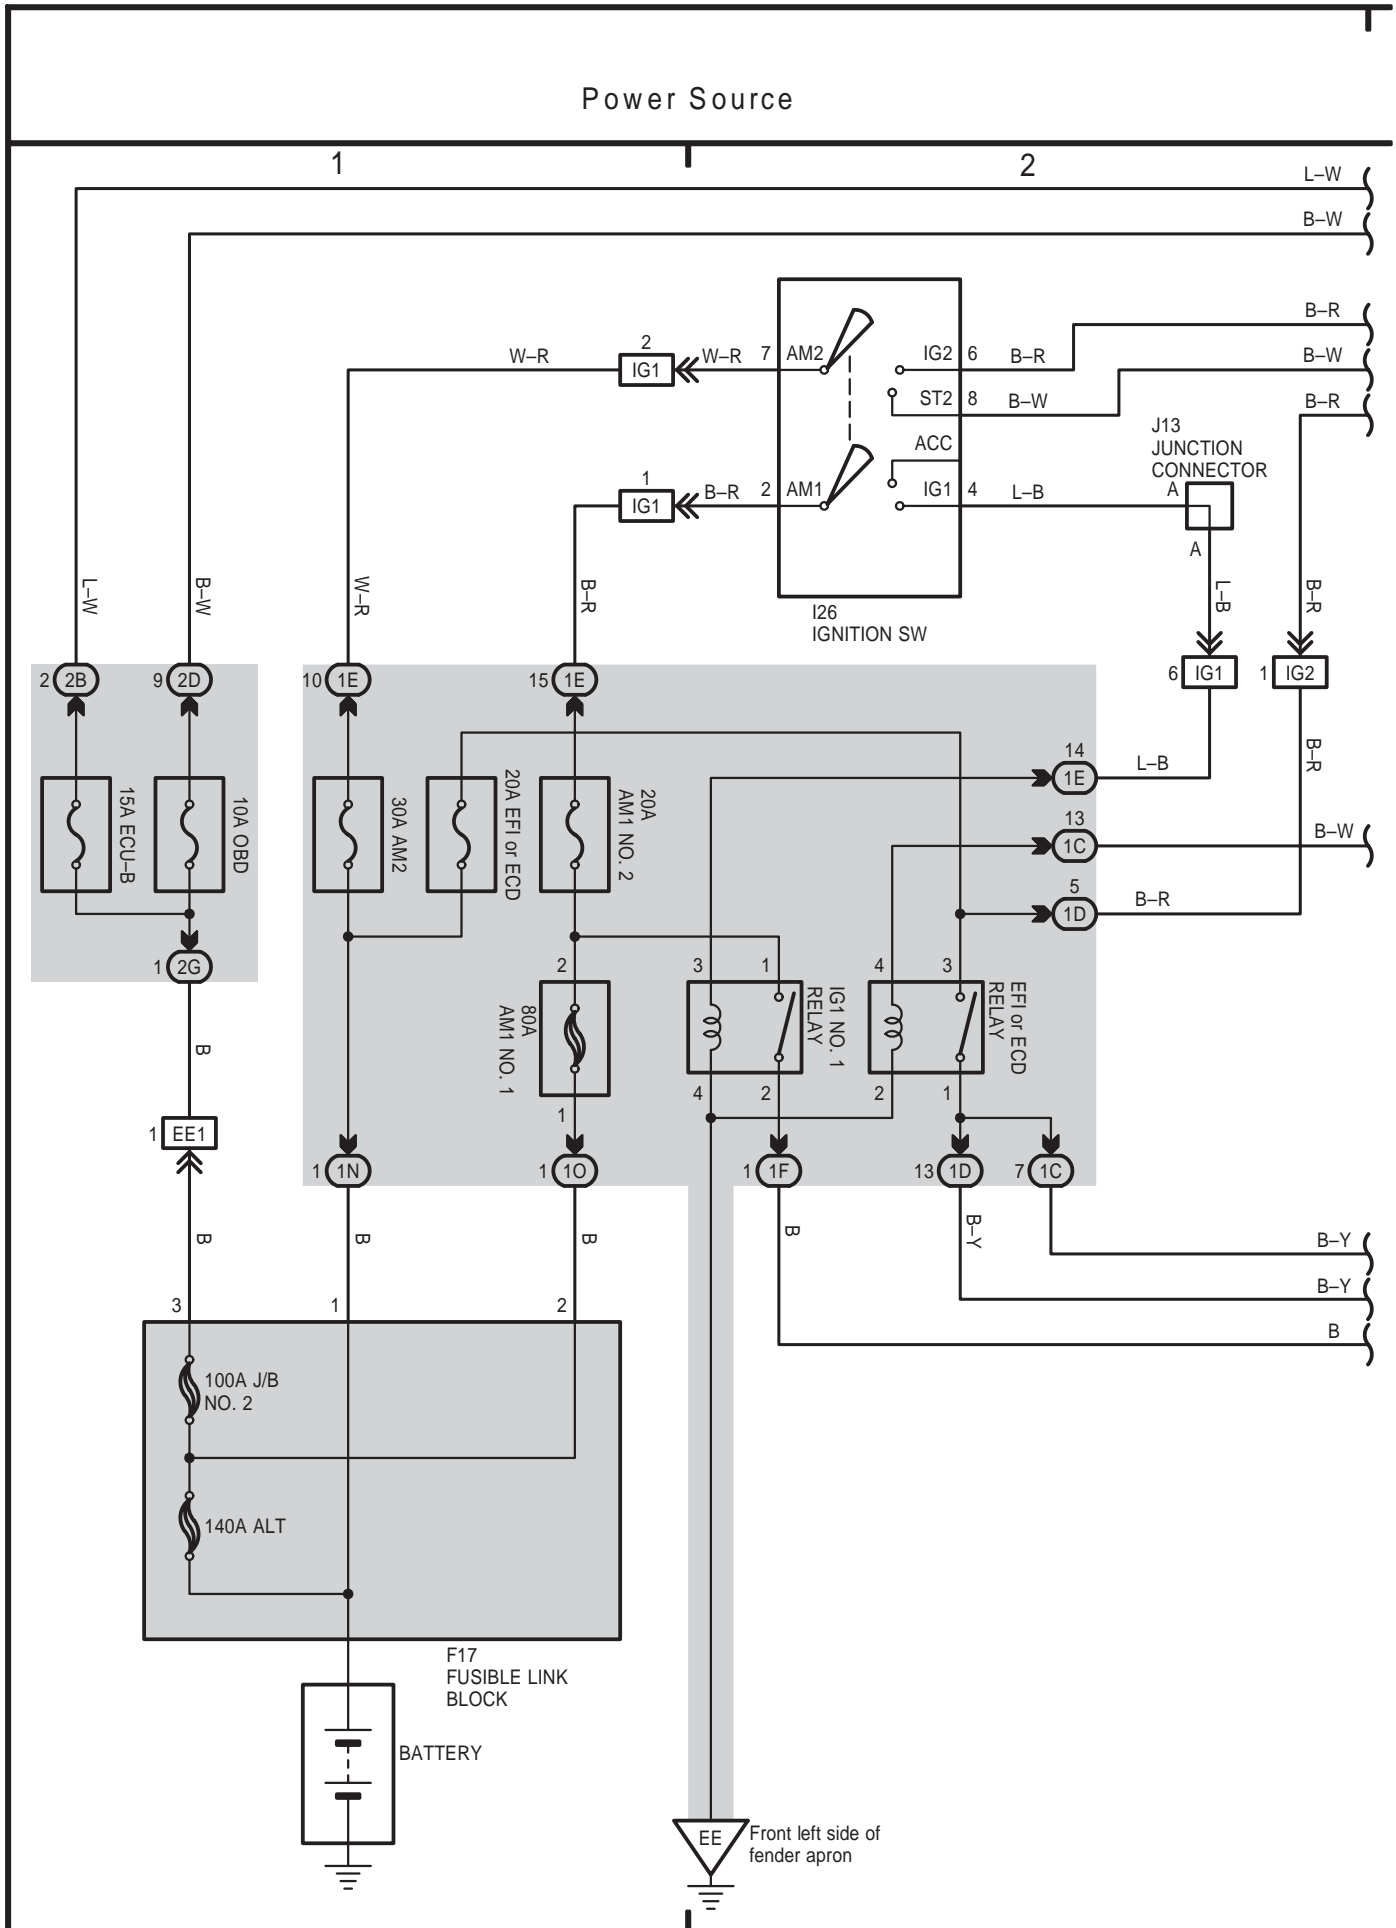 Power Source
1
2
L–W
B–W
B–R
2
IG1
W–R
W–R
7
AM2
IG2
6
B–R
B–W
ST2
8
B–W
B–R
ACC
J13
JUNCTION
CONNECTOR
1
IG1
B–R
2
AM1
IG1
4
L–B
A
A
L–W
B–W
W–R
B–R
L–B
B–R
I26
IGNITION SW
2
2B
9
2D
10
1E
15
1E
6
IG1
1
IG2
15A ECU–B
10A OBD
30A AM2
20A EFI or ECD
20A
AM1 NO. 2
14
1E
L–B
B–R
13
1C
B–W
5
1D
B–R
1
2G
2
80A
AM1 NO. 1
1
3
1
IG1 NO. 1
RELAY
4
2
4
3
EFI or ECD
RELAY
2
1
B
1
EE1
1
1N
1
1O
1
1F
13
1D
7
1C
B
B
B
B
B–Y
B–Y
B–Y
B
3
1
2
100A J/B
NO. 2
140A ALT
F17
FUSIBLE LINK
BLOCK
BATTERY
EE
Front left side of
fender apron